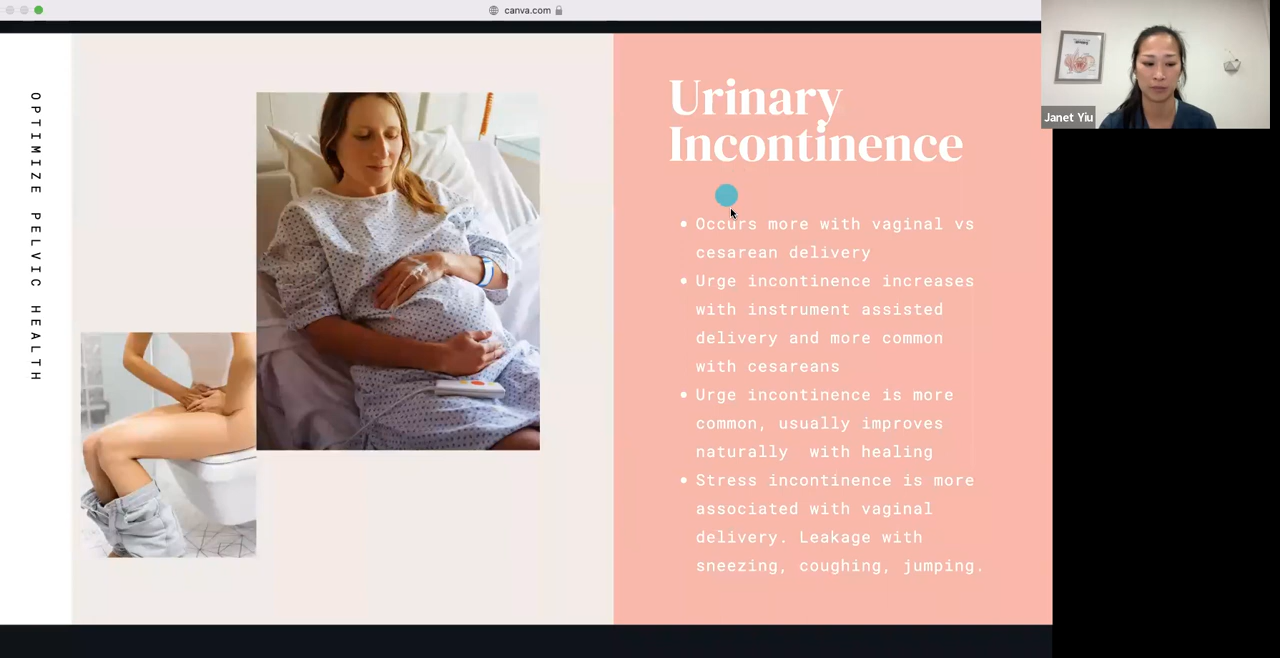 canva.com
OPTIMIZE PELVIC HEALTH
Urinary
Incontinence
• Occurs more with vaginal vs
cesarean delivery
• Urge incontinence increases
with instrument assisted
delivery and more common
with cesareans
• Urge incontinence is more
common, usually improves
naturally with healing
• Stress incontinence is more
associated with vaginal
delivery. Leakage with
sneezing, coughing, jumping.
Janet Yiu